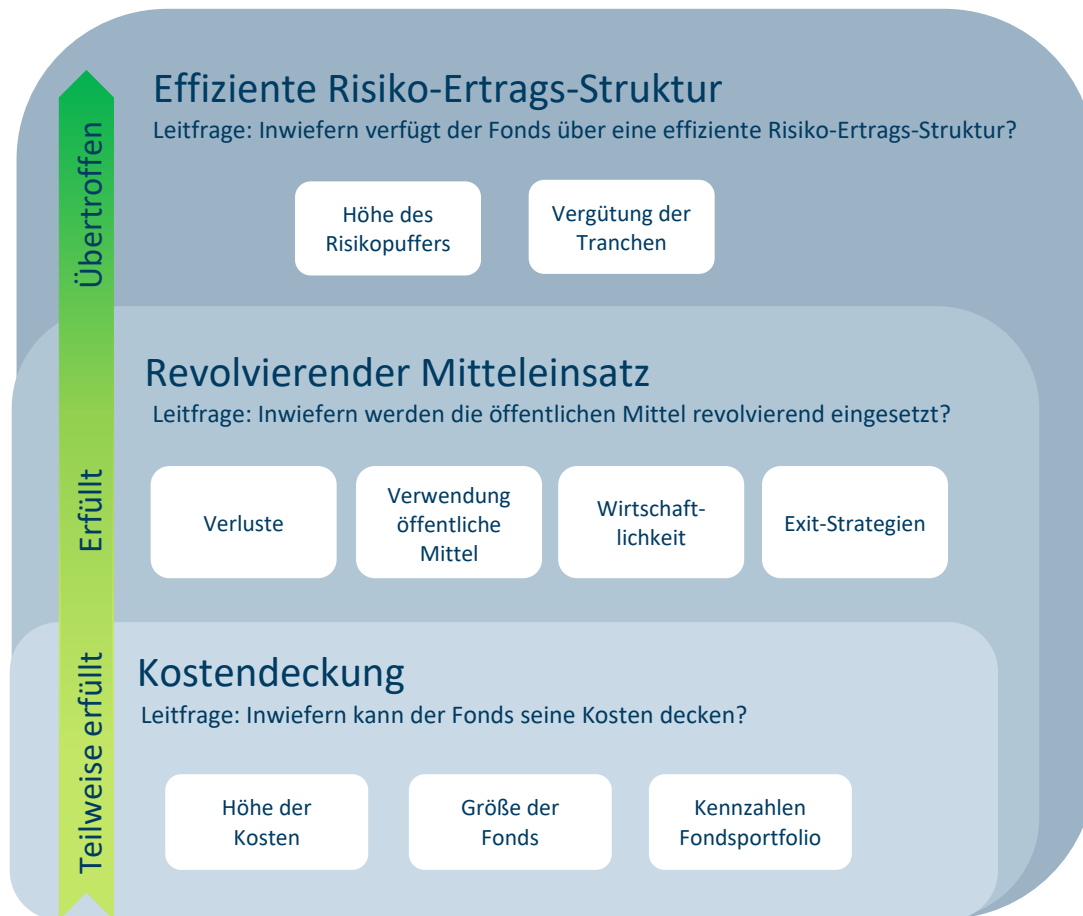 Effiziente Risiko-Ertrags-Struktur
Leitfrage: Inwiefern verfügt der Fonds über eine effiziente Risiko-Ertrags-Struktur?
Übertroffen
Höhe des
Risikopuffers
Vergütung der
Tranchen
Revolvierender Mitteleinsatz
Leitfrage: Inwiefern werden die öffentlichen Mittel revolvierend eingesetzt?
Erfüllt
Verluste
Verwendung
öffentliche
Mittel
Wirtschaft-
lichkeit
Exit-Strategien
Kostendeckung
Leitfrage: Inwiefern kann der Fonds seine Kosten decken?
Teilweise erfüllt
Höhe der
Kosten
Größe der
Fonds
Kennzahlen
Fondsportfolio